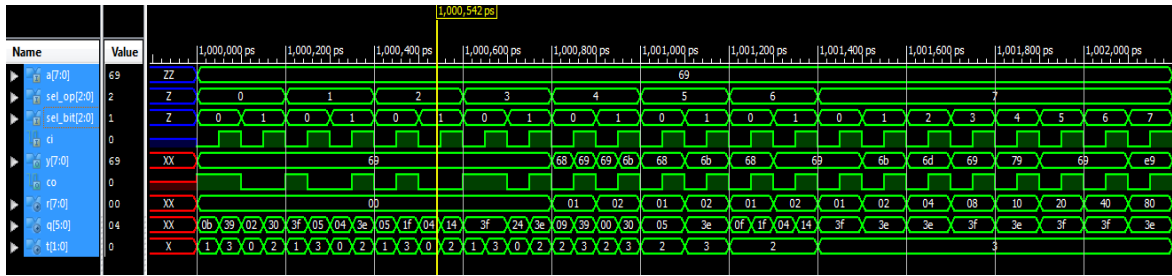 1,000,542 ps
Name Value 1,000,000 ps 1,000,200 ps 1,000,400 ps 1,000,600 ps 1,000,800 ps 1,001,000 ps 1,001,200 ps 1,001,400 ps 1,001,600 ps 1,001,800 ps 1,002,000 ps
a[7:0] 69 ZZ 69
sel_op[2:0] 2 Z 0 1 2 3 4 5 6 7
sel_bit[2:0] 1 Z 0 1 0 1 0 1 0 1 0 1 0 1 0 1 0 1 2 3 4 5 6 7
ci 0
y[7:0] 69 XX 69 68 69 69 6b 68 6b 68 69 6b 6d 69 79 69 e9
co 0
r[7:0] 00 XX 00 01 02 01 02 01 02 01 02 04 08 10 20 40 80
q[5:0] 04 XX 0b 39 02 30 3f 05 04 3e 05 1f 04 14 3f 24 3e 09 39 00 30 05 3e 0f 1f 04 14 3f 3e 3f 3e 3e 3f 3f 3e
t[1:0] 0 X 1 3 0 2 1 3 0 2 1 3 0 2 1 3 0 2 2 3 2 3 2 3 2 3